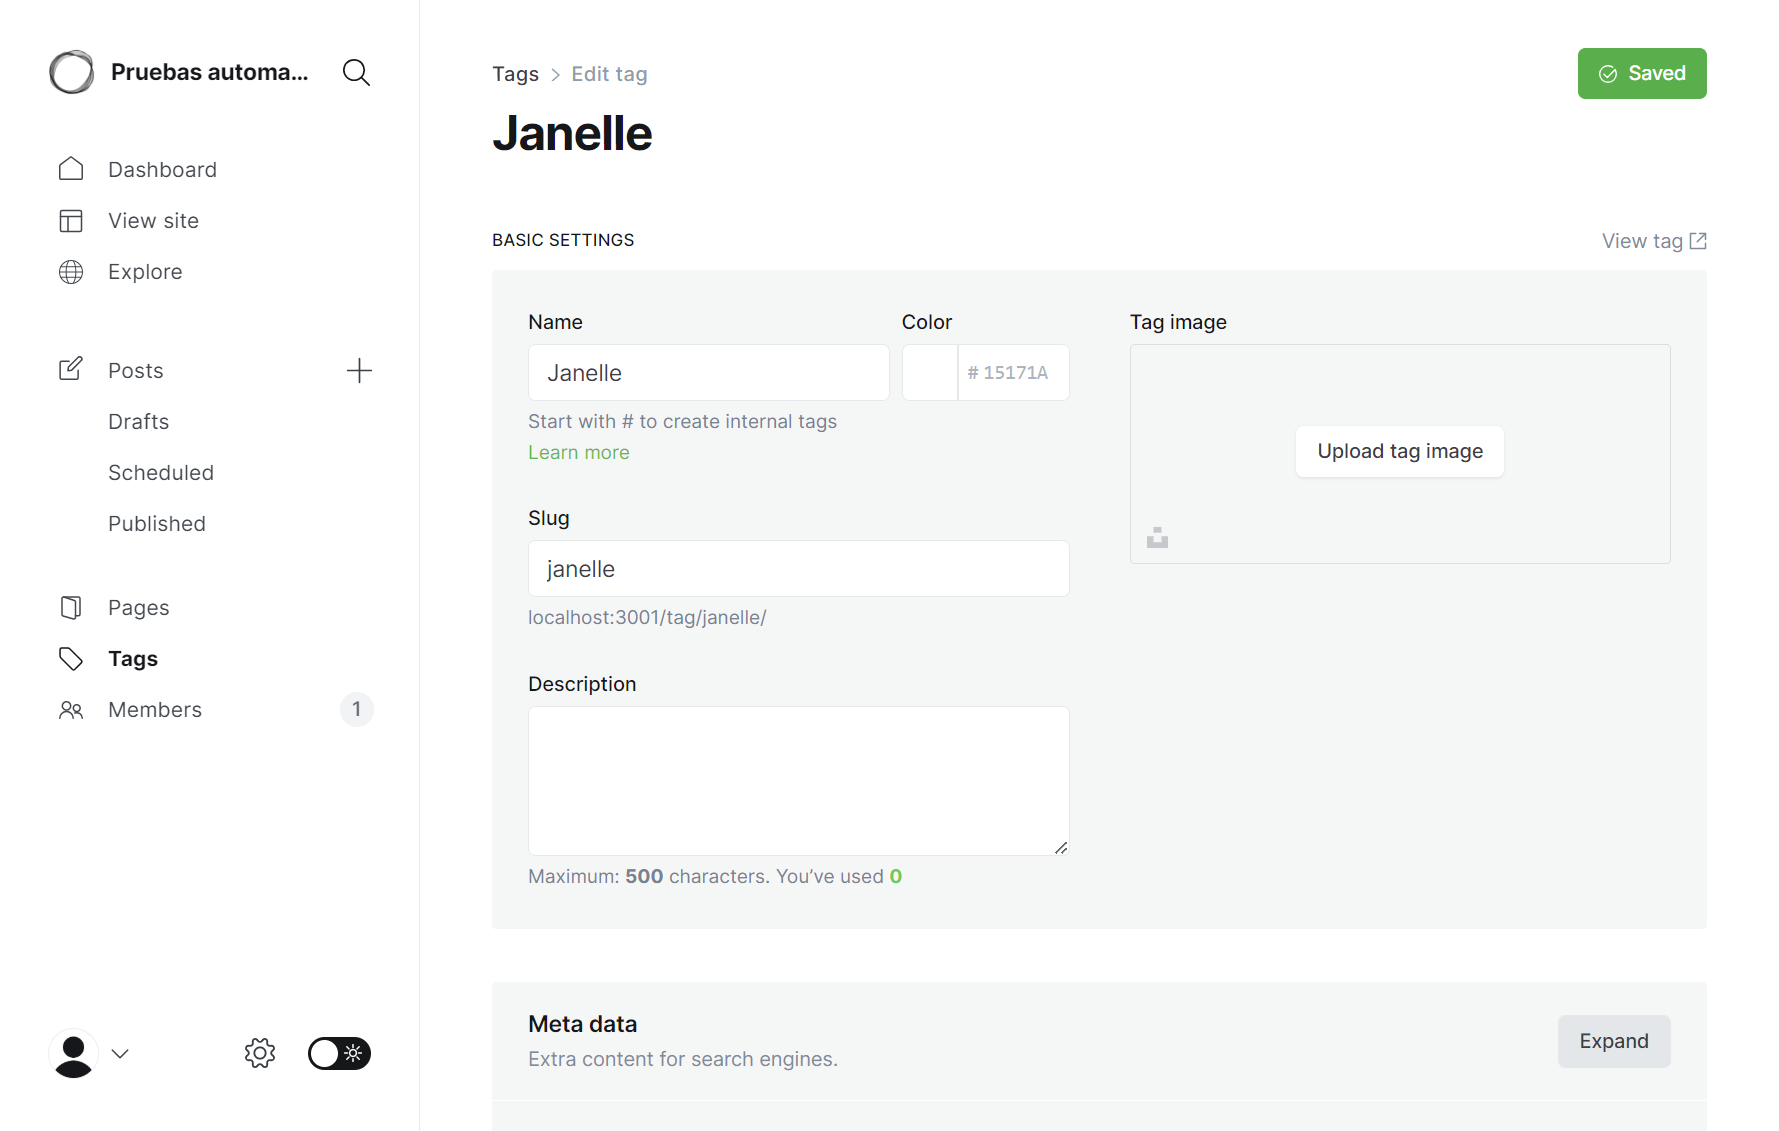 Pruebas automa...
Dashboard
View site
Explore
Posts
Drafts
Scheduled
Published
Pages
Tags
Members 1
Tags > Edit tag
Saved
Janelle
BASIC SETTINGS
View tag
Name
Janelle
Color
# 15171A
Start with # to create internal tags
Learn more
Slug
janelle
localhost:3001/tag/janelle/
Description
Maximum: 500 characters. You’ve used 0
Tag image
Upload tag image
Meta data
Extra content for search engines.
Expand